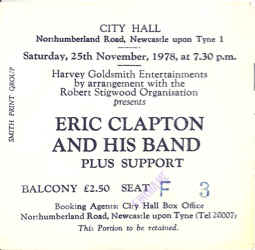 CITY HALL
Northumberland Road, Newcastle upon Tyne 1
Saturday, 25th November, 1978, at 7.30 p.m.
Harvey Goldsmith Entertainments
by arrangement with the
Robert Stigwood Organisation
presents
ERIC CLAPTON
AND HIS BAND
PLUS SUPPORT
BALCONY £2.50 SEAT F 3
Booking Agents: City Hall Box Office
Northumberland Road, Newcastle upon Tyne (Tel 20007)
This Portion to be retained.
SMITH PRINT GROUP